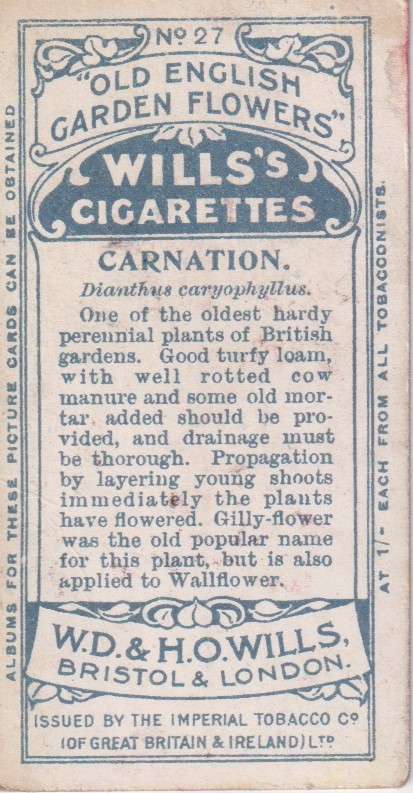 No 27
"OLD ENGLISH
GARDEN FLOWERS"
WILLS'S
CIGARETTES
CARNATION.
Dianthus caryophyllus.
One of the oldest hardy
perennial plants of British
gardens. Good turfy loam,
with well rotted cow
manure and some old mor-
tar added should be pro-
vided, and drainage must
be thorough. Propagation
by layering young shoots
immediately the plants
have flowered. Gilly-flower
was the old popular name
for this plant, but is also
applied to Wallflower.
W.D. & H.O. WILLS,
BRISTOL & LONDON.
ISSUED BY THE IMPERIAL TOBACCO Co
(OF GREAT BRITAIN & IRELAND) LTD
ALBUMS FOR THESE PICTURE CARDS CAN BE OBTAINED
AT 1/- EACH FROM ALL TOBACCONISTS.